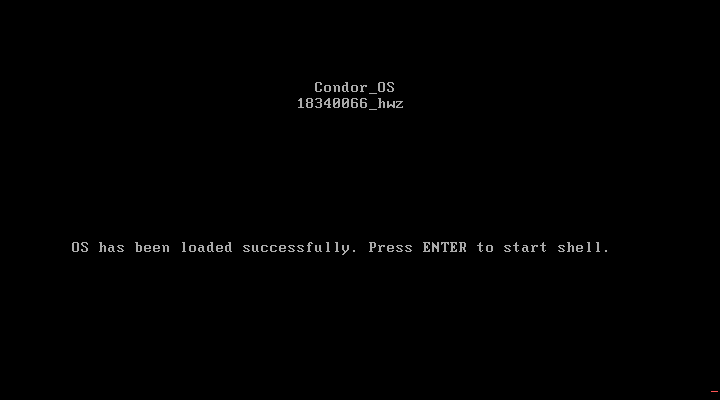 Condor_OS
18340066_hwz
OS has been loaded successfully. Press ENTER to start shell.